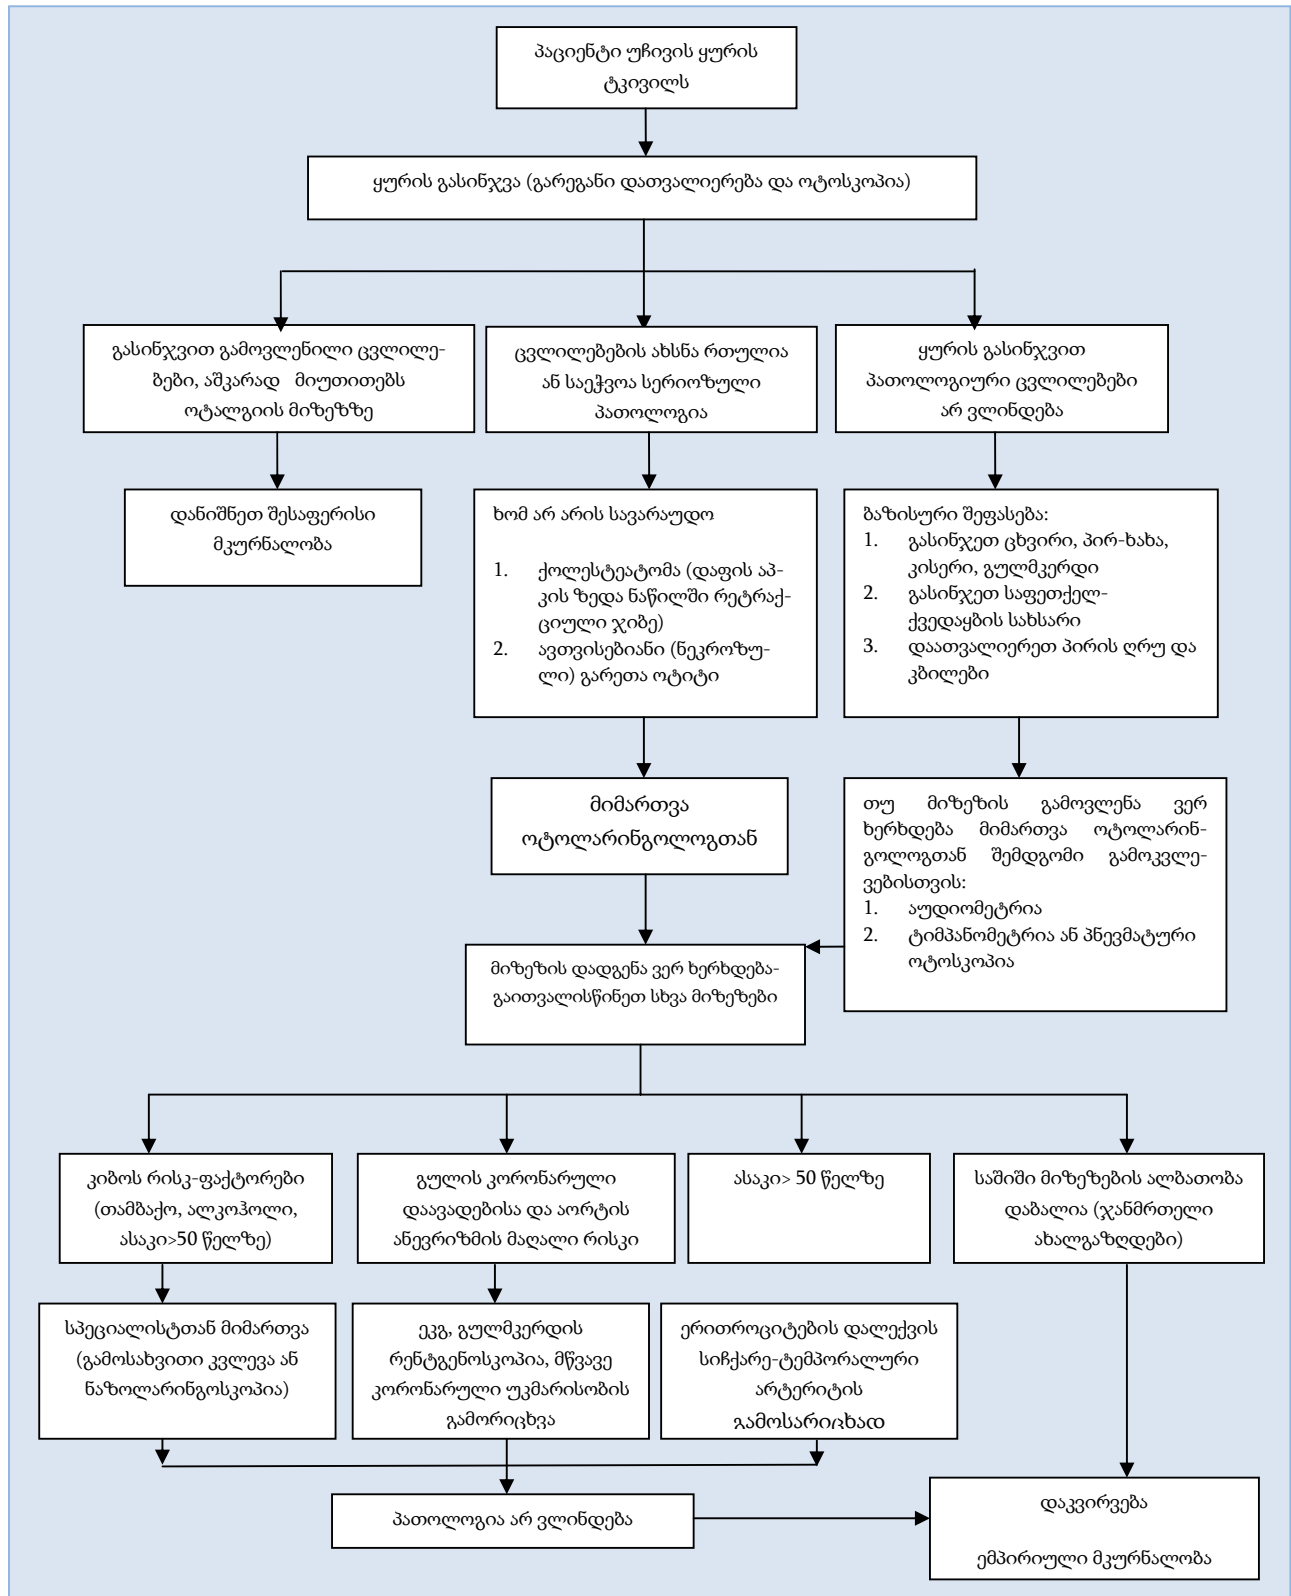 პაციენტი უჩივის ყურის
ტკივილს
ყურის გასინჯვა (გარეგანი დათვალიერება და ოტოსკოპია)
გასინჯვით გამოვლენილი ცვლილე-
ბები, აშკარად მიუთითებს
ოტალგიის მიზეზზე
ცვლილებების ახსნა რთულია
ან საეჭვოა სერიოზული
პათოლოგია
ყურის გასინჯვით
პათოლოგიური ცვლილებები
არ ვლინდება
დანიშნეთ შესაფერისი
მკურნალობა
ხომ არ არის სავარაუდო
1. ქოლესტეატომა (დაფის აპ-
კის ზედა ნაწილში რეტრაქ-
ციული ჯიბე)
2. ავთვისებიანი (ნეკროზუ-
ლი) გარეთა ოტიტი
ბაზისური შეფასება:
1. გასინჯეთ ცხვირი, პირ-ხახა,
კისერი, გულმკერდი
2. გასინჯეთ საფეთქელ-
ქვედაყბის სახსარი
3. დაათვალიერეთ პირის ღრუ და
კბილები
მიმართვა
ოტოლარინგოლოგთან
თუ მიზეზის გამოვლენა ვერ
ხერხდება მიმართვა ოტოლარინ-
გოლოგთან შემდგომი გამოკვლე-
ვებისთვის:
1. აუდიომეტრია
2. ტიმპანომეტრია ან პნევმატური
ოტოსკოპია
მიზეზის დადგენა ვერ ხერხდება-
გაითვალისწინეთ სხვა მიზეზები
კიბოს რისკ-ფაქტორები
(თამბაქო, ალკოჰოლი,
ასაკი>50 წელზე)
გულის კორონარული
დაავადებისა და აორტის
ანევრიზმის მაღალი რისკი
ასაკი> 50 წელზე
საშიში მიზეზების ალბათობა
დაბალია (ჯანმრთელი
ახალგაზღდები)
სპეციალისტთან მიმართვა
(გამოსახვითი კვლევა ან
ნაზოლარინგოსკოპია)
ეკგ, გულმკერდის
რენტგენოსკოპია, მწვავე
კორონარული უკმარისობის
გამორიცხვა
ერითროციტების დალექვის
სიჩქარე-ტემპორალური
არტერიტის
გამოსარიცხად
პათოლოგია არ ვლინდება
დაკვირვება
ემპირიული მკურნალობა